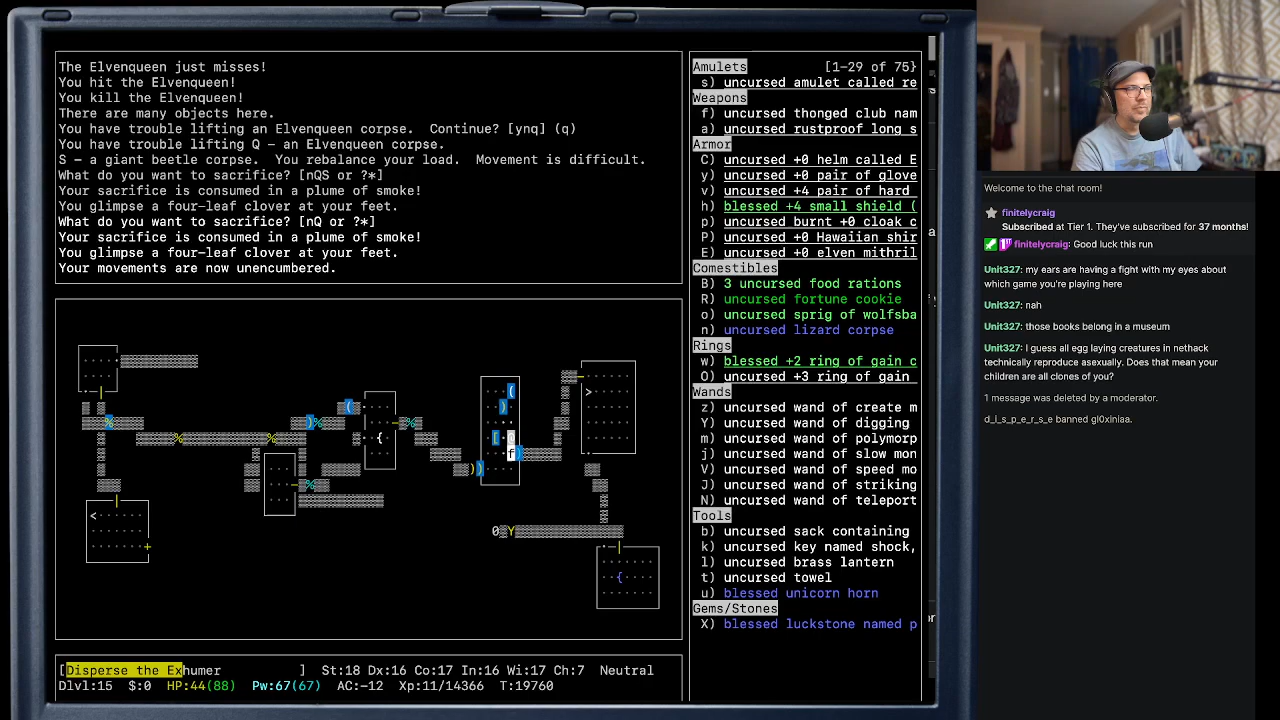 The Elvenqueen just misses!
You hit the Elvenqueen!
You kill the Elvenqueen!
There are many objects here.
You have trouble lifting an Elvenqueen corpse.  Continue? [ynq] (q)
You have trouble lifting Q - an Elvenqueen corpse.
S - a giant beetle corpse.  You rebalance your load.  Movement is difficult.
What do you want to sacrifice? [nQS or ?*]
Your sacrifice is consumed in a plume of smoke!
You glimpse a four-leaf clover at your feet.
What do you want to sacrifice? [nQ or ?*]
Your sacrifice is consumed in a plume of smoke!
You glimpse a four-leaf clover at your feet.
Your movements are now unencumbered.
[Disperse the Exhumer ] St:18 Dx:16 Co:17 In:16 Wi:17 Ch:7 Neutral
Dlvl:15 $:0 HP:44(88) Pw:67(67) AC:-12 Xp:11/14366 T:19760
Amulets [1-29 of 75}
s) uncursed amulet called re
Weapons
f) uncursed thonged club nam
a) uncursed rustproof long s
Armor
C) uncursed +0 helm called E
y) uncursed +0 pair of glove
v) uncursed +4 pair of hard
h) blessed +4 small shield (
p) uncursed burnt +0 cloak c
P) uncursed +0 Hawaiian shir
E) uncursed +0 elven mithril
Comestibles
B) 3 uncursed food rations
R) uncursed fortune cookie
o) uncursed sprig of wolfsba
n) uncursed lizard corpse
Rings
w) blessed +2 ring of gain c
O) uncursed +3 ring of gain
Wands
z) uncursed wand of create m
Y) uncursed wand of digging
m) uncursed wand of polymorp
j) uncursed wand of slow mon
V) uncursed wand of speed mo
J) uncursed wand of striking
N) uncursed wand of teleport
Tools
b) uncursed sack containing
k) uncursed key named shock,
l) uncursed brass lantern
t) uncursed towel
u) blessed unicorn horn
Gems/Stones
X) blessed luckstone named p
Welcome to the chat room!
finitelycraig
Subscribed at Tier 1. They've subscribed for 37 months!
finitelycraig: Good luck this run
Unit327: my ears are having a fight with my eyes about
which game you're playing here
Unit327: nah
Unit327: those books belong in a museum
Unit327: I guess all egg laying creatures in nethack
technically reproduce asexually. Does that mean your
children are all clones of you?
1 message was deleted by a moderator.